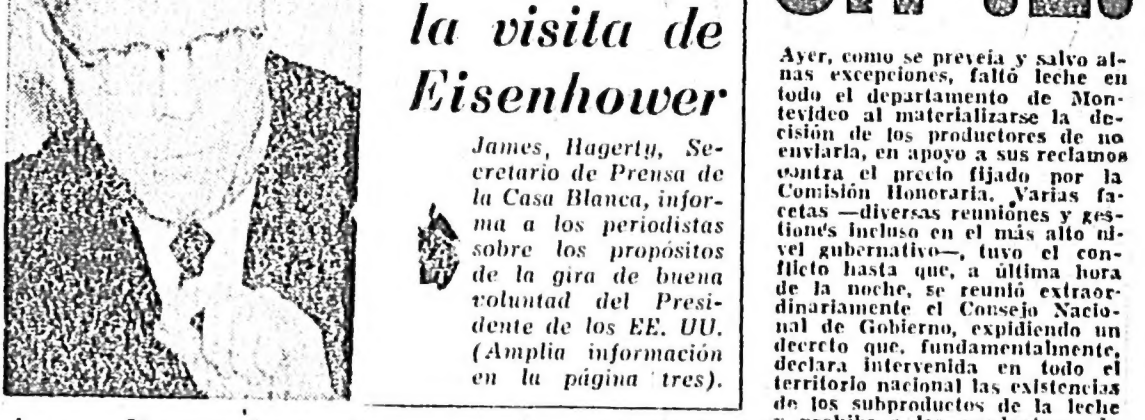 la visita de
Eisenhower
James, Hagerty, Se-
cretario de Prensa de
la Casa Blanca, infor-
ma a los periodistas
sobre los propósitos
de la gira de buena
voluntad del Presi-
dente de los EE. UU.
(Amplia información
en la página tres).
Ayer, como se preveía y salvo al-
nas excepciones, faltó leche en
todo el departamento de Mon-
tevideo al materializarse la de-
cisión de los productores de no
enviarla, en apoyo a sus reclamos
contra el precio fijado por la
Comisión Honoraria. Varias fa-
cetas —diversas reuniones y ges-
tiones incluso en el más alto ni-
vel gubernativo—, tuvo el con-
flicto hasta que, a última hora
de la noche, se reunió extraor-
dinariamente el Consejo Nacio-
nal de Gobierno, expidiendo un
decreto que, fundamentalmente,
declara intervenida en todo el
territorio nacional las existencias
de los subproductos de la leche